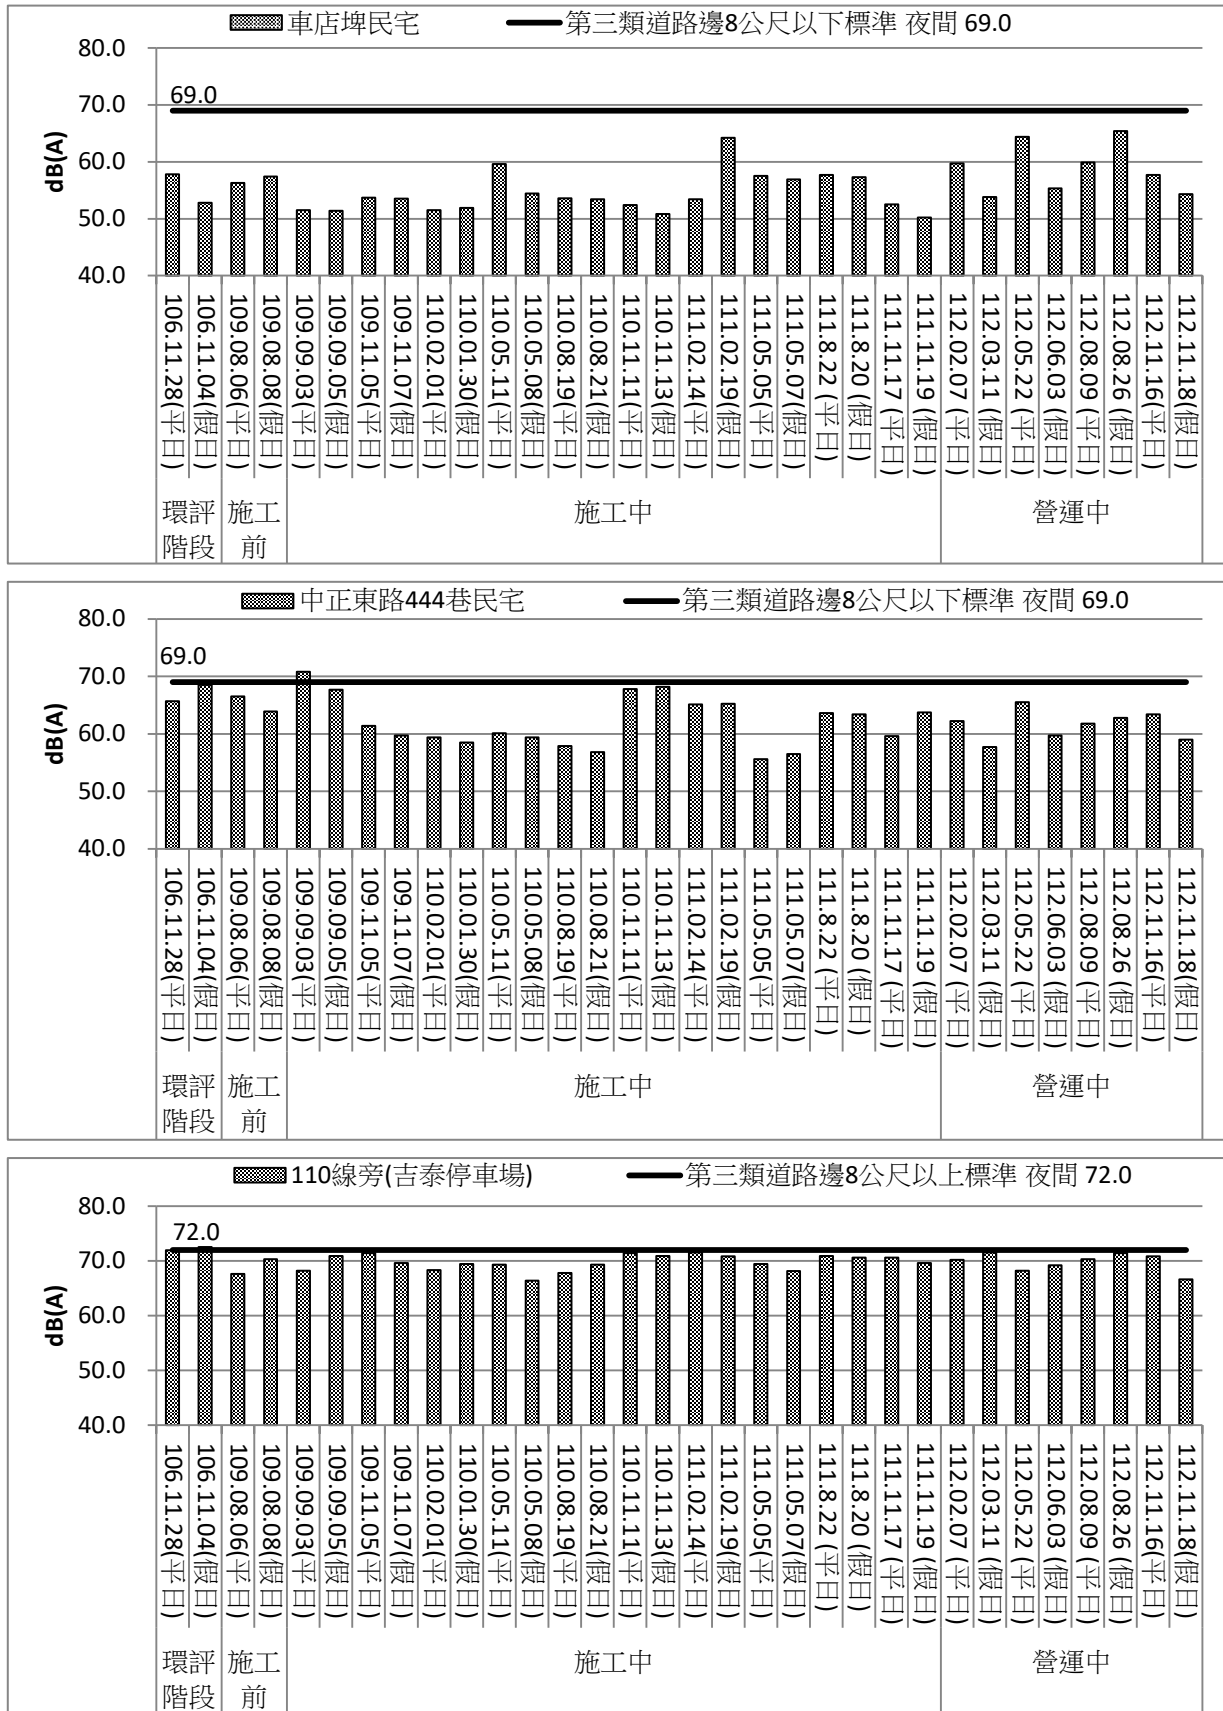 車店埤民宅 第三類道路邊8公尺以下標準 夜間 69.0
80.0
70.0
60.0
50.0
40.0
dB(A)
69.0
106.11.28(平日)
106.11.04(假日)
109.08.06(平日)
109.08.08(假日)
109.09.03(平日)
109.09.05(假日)
109.11.05(平日)
109.11.07(假日)
110.02.01(平日)
110.01.30(假日)
110.05.11(平日)
110.05.08(假日)
110.08.19(平日)
110.08.21(假日)
110.11.11(平日)
110.11.13(假日)
111.02.14(平日)
111.02.19(假日)
111.05.05(平日)
111.05.07(假日)
111.8.22 (平日)
111.8.20 (假日)
111.11.17 (平日)
111.11.19 (假日)
112.02.07 (平日)
112.03.11 (假日)
112.05.22 (平日)
112.06.03 (假日)
112.08.09 (平日)
112.08.26 (假日)
112.11.16(平日)
112.11.18(假日)
環評階段
施工前
施工中
營運中
中正東路444巷民宅 第三類道路邊8公尺以下標準 夜間 69.0
80.0
70.0
60.0
50.0
40.0
dB(A)
69.0
106.11.28(平日)
106.11.04(假日)
109.08.06(平日)
109.08.08(假日)
109.09.03(平日)
109.09.05(假日)
109.11.05(平日)
109.11.07(假日)
110.02.01(平日)
110.01.30(假日)
110.05.11(平日)
110.05.08(假日)
110.08.19(平日)
110.08.21(假日)
110.11.11(平日)
110.11.13(假日)
111.02.14(平日)
111.02.19(假日)
111.05.05(平日)
111.05.07(假日)
111.8.22 (平日)
111.8.20 (假日)
111.11.17 (平日)
111.11.19 (假日)
112.02.07 (平日)
112.03.11 (假日)
112.05.22 (平日)
112.06.03 (假日)
112.08.09 (平日)
112.08.26 (假日)
112.11.16(平日)
112.11.18(假日)
環評階段
施工前
施工中
營運中
110線旁(吉泰停車場) 第三類道路邊8公尺以上標準 夜間 72.0
80.0
70.0
60.0
50.0
40.0
dB(A)
72.0
106.11.28(平日)
106.11.04(假日)
109.08.06(平日)
109.08.08(假日)
109.09.03(平日)
109.09.05(假日)
109.11.05(平日)
109.11.07(假日)
110.02.01(平日)
110.01.30(假日)
110.05.11(平日)
110.05.08(假日)
110.08.19(平日)
110.08.21(假日)
110.11.11(平日)
110.11.13(假日)
111.02.14(平日)
111.02.19(假日)
111.05.05(平日)
111.05.07(假日)
111.8.22 (平日)
111.8.20 (假日)
111.11.17 (平日)
111.11.19 (假日)
112.02.07 (平日)
112.03.11 (假日)
112.05.22 (平日)
112.06.03 (假日)
112.08.09 (平日)
112.08.26 (假日)
112.11.16(平日)
112.11.18(假日)
環評階段
施工前
施工中
營運中